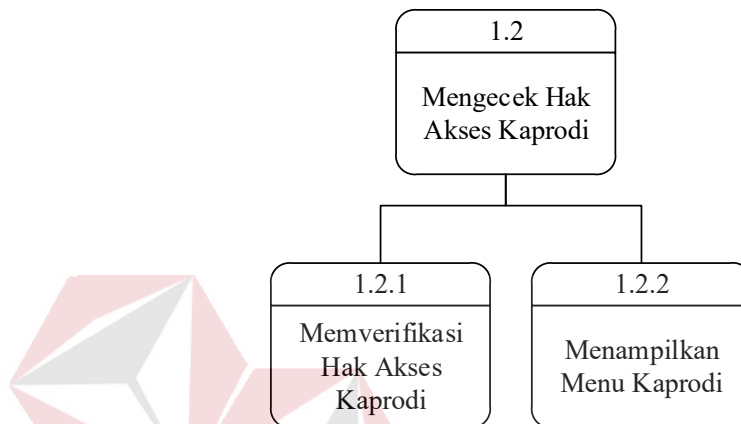 1.2
Mengecek Hak
Akses Kaprodi
1.2.1
Memverifikasi
Hak Akses
Kaprodi
1.2.2
Menampilkan
Menu Kaprodi